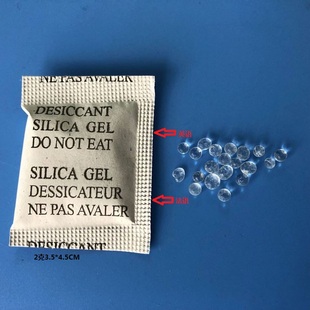 NE PAS AVALER
DESICCANT
SILICA GEL
DO NOT EAT
SILICA GEL
DESSICATEUR
NE PAS AVALER
DESICCANT
2克3.5*4.5CM